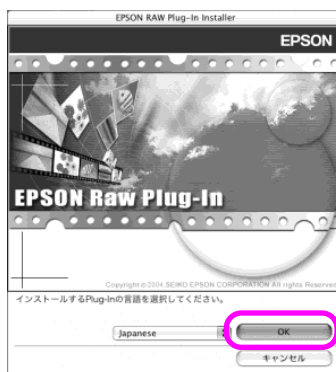 EPSON RAW Plug-In Installer
EPSON
EPSON Raw Plug-In
Copyright © 2004 SEIKO EPSON CORPORATION All rights Reserved
インストールするPlug-Inの言語を選択してください。
Japanese
OK
キャンセル